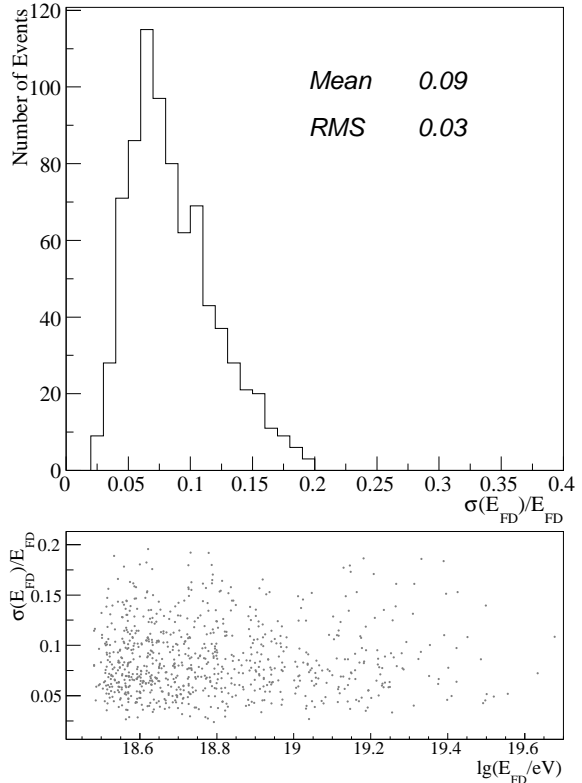 Number of Events
120
100
80
60
40
20
0
Mean 0.09
RMS 0.03
0 0.05 0.1 0.15 0.2 0.25 0.3 0.35 0.4
σ(E_FD)/E_FD
σ(E_FD)/E_FD
0.2
0.15
0.1
0.05
18.6 18.8 19 19.2 19.4 19.6
lg(E_FD/eV)